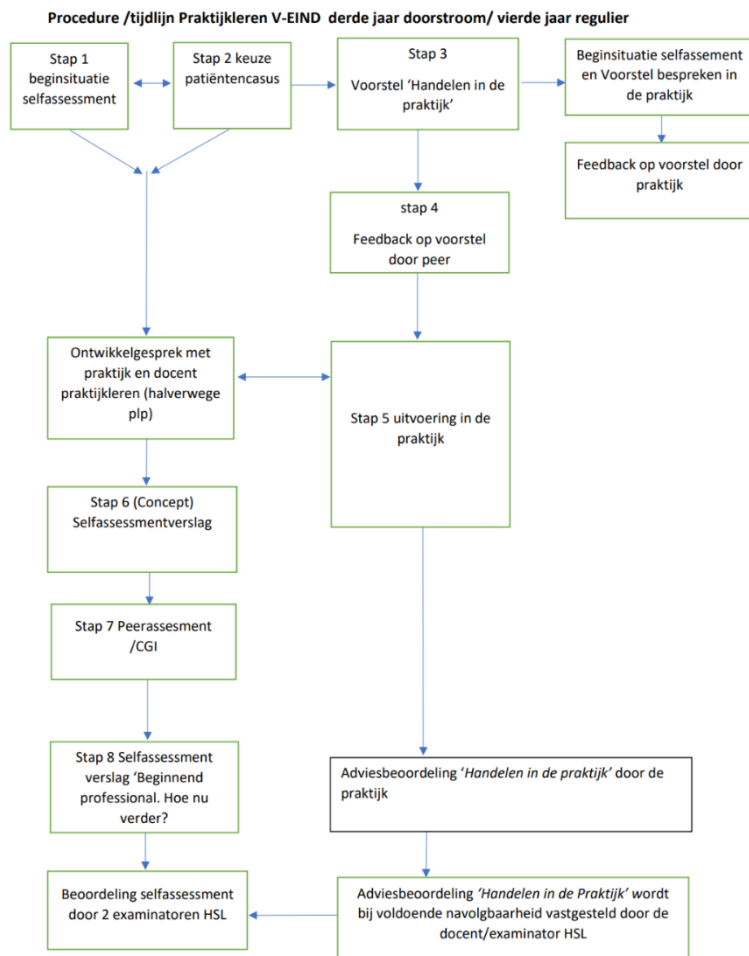 Procedure /tijdlijn Praktijkleren V-EIND derde jaar doorstroom/ vierde jaar regulier
Stap 1
beginsituatie
selfassessment
Stap 2 keuze
patiëntencasus
Stap 3
Voorstel ‘Handelen in de
praktijk’
Beginsituatie selfassement
en Voorstel bespreken in
de praktijk
Feedback op voorstel door
praktijk
stap 4
Feedback op voorstel
door peer
Ontwikkelgesprek met
praktijk en docent
praktijkleren (halverwege
plp)
Stap 5 uitvoering in de
praktijk
Stap 6 (Concept)
Selfassessmentverslag
Stap 7 Peerassesment
/CGI
Stap 8 Selfassessment
verslag ‘Beginnend
professional. Hoe nu
verder?
Adviesbeoordeling ‘Handelen in de praktijk’ door de
praktijk
Beoordeling selfassessment
door 2 examinatoren HSL
Adviesbeoordeling ‘Handelen in de Praktijk’ wordt
bij voldoende navolgbaarheid vastgesteld door de
docent/examinator HSL